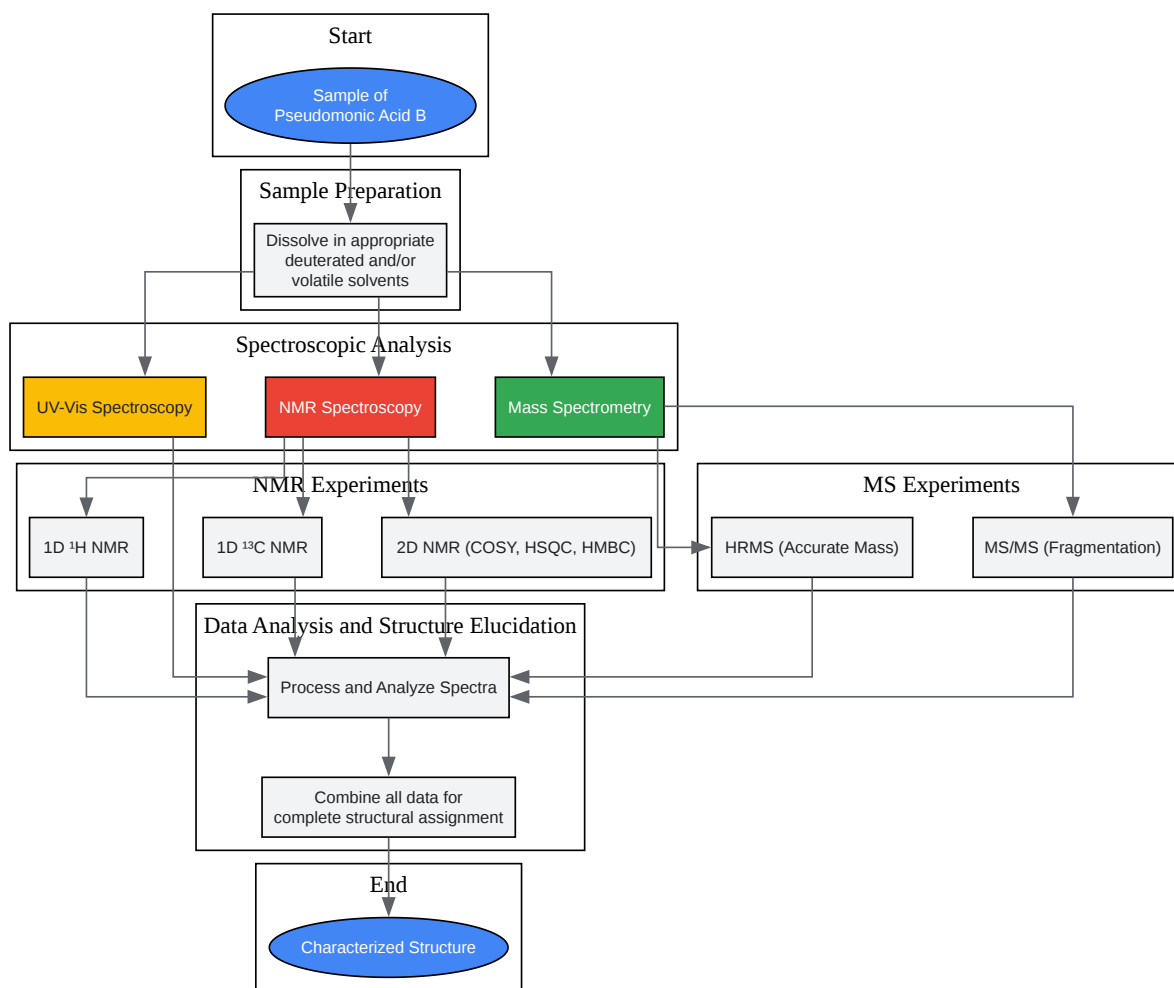 Start
Sample of
Pseudomonic Acid B
Sample Preparation
Dissolve in appropriate
deuterated and/or
volatile solvents
Spectroscopic Analysis
UV-Vis Spectroscopy
NMR Spectroscopy
Mass Spectrometry
NMR Experiments
MS Experiments
1D ¹H NMR
1D ¹³C NMR
2D NMR (COSY, HSQC, HMBC)
HRMS (Accurate Mass)
MS/MS (Fragmentation)
Data Analysis and Structure Elucidation
Process and Analyze Spectra
Combine all data for
complete structural assignment
End
Characterized Structure